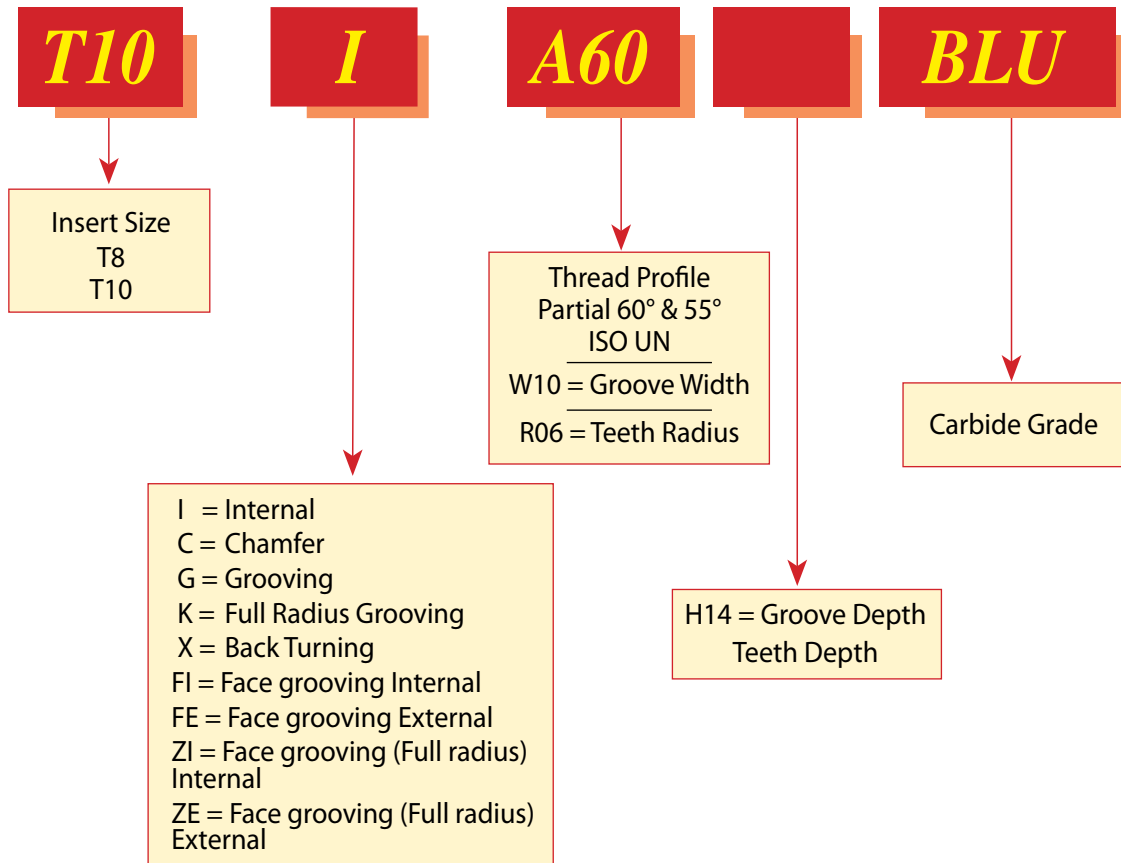 T10
I
A60
BLU
Insert Size
T8
T10
Thread Profile
Partial 60° & 55°
ISO UN
W10 = Groove Width
R06 = Teeth Radius
Carbide Grade
I = Internal
C = Chamfer
G = Grooving
K = Full Radius Grooving
X = Back Turning
FI = Face grooving Internal
FE = Face grooving External
ZI = Face grooving (Full radius)
Internal
ZE = Face grooving (Full radius)
External
H14 = Groove Depth
Teeth Depth